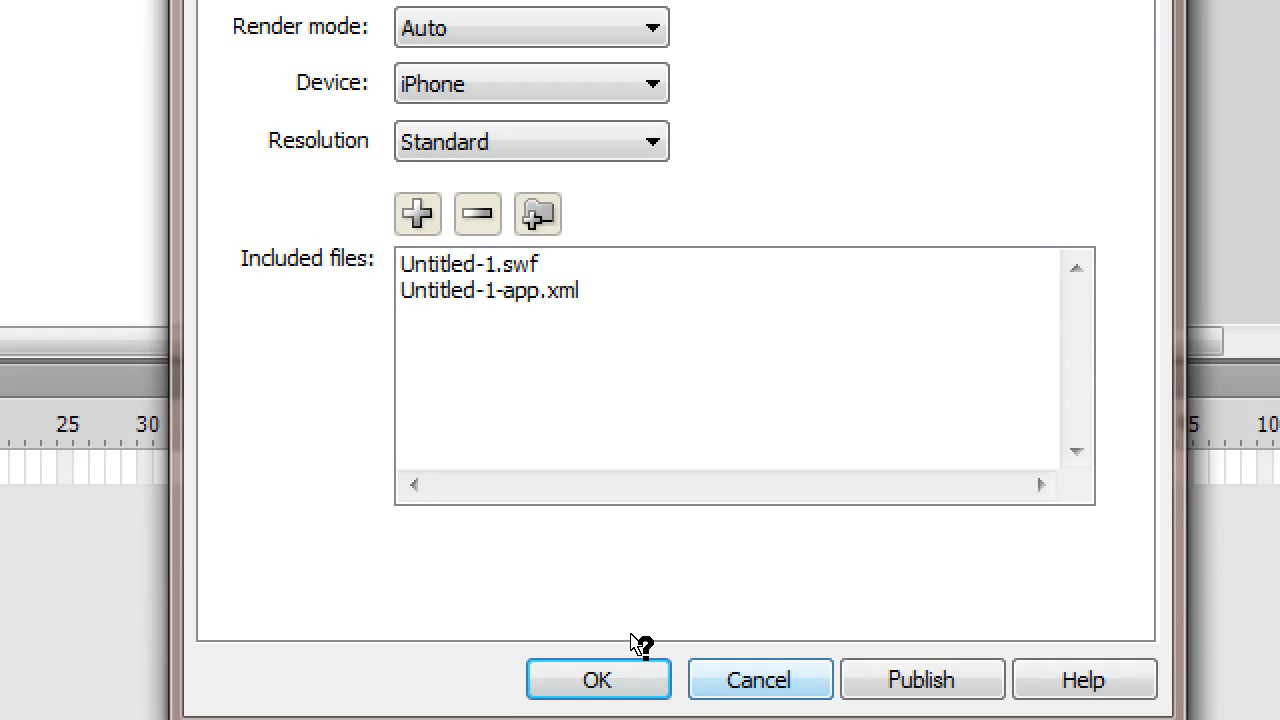 Render mode: Auto
Device: iPhone
Resolution Standard
Included files: Untitled-1.swf
Untitled-1-app.xml
25 30 5 10
OK Cancel Publish Help